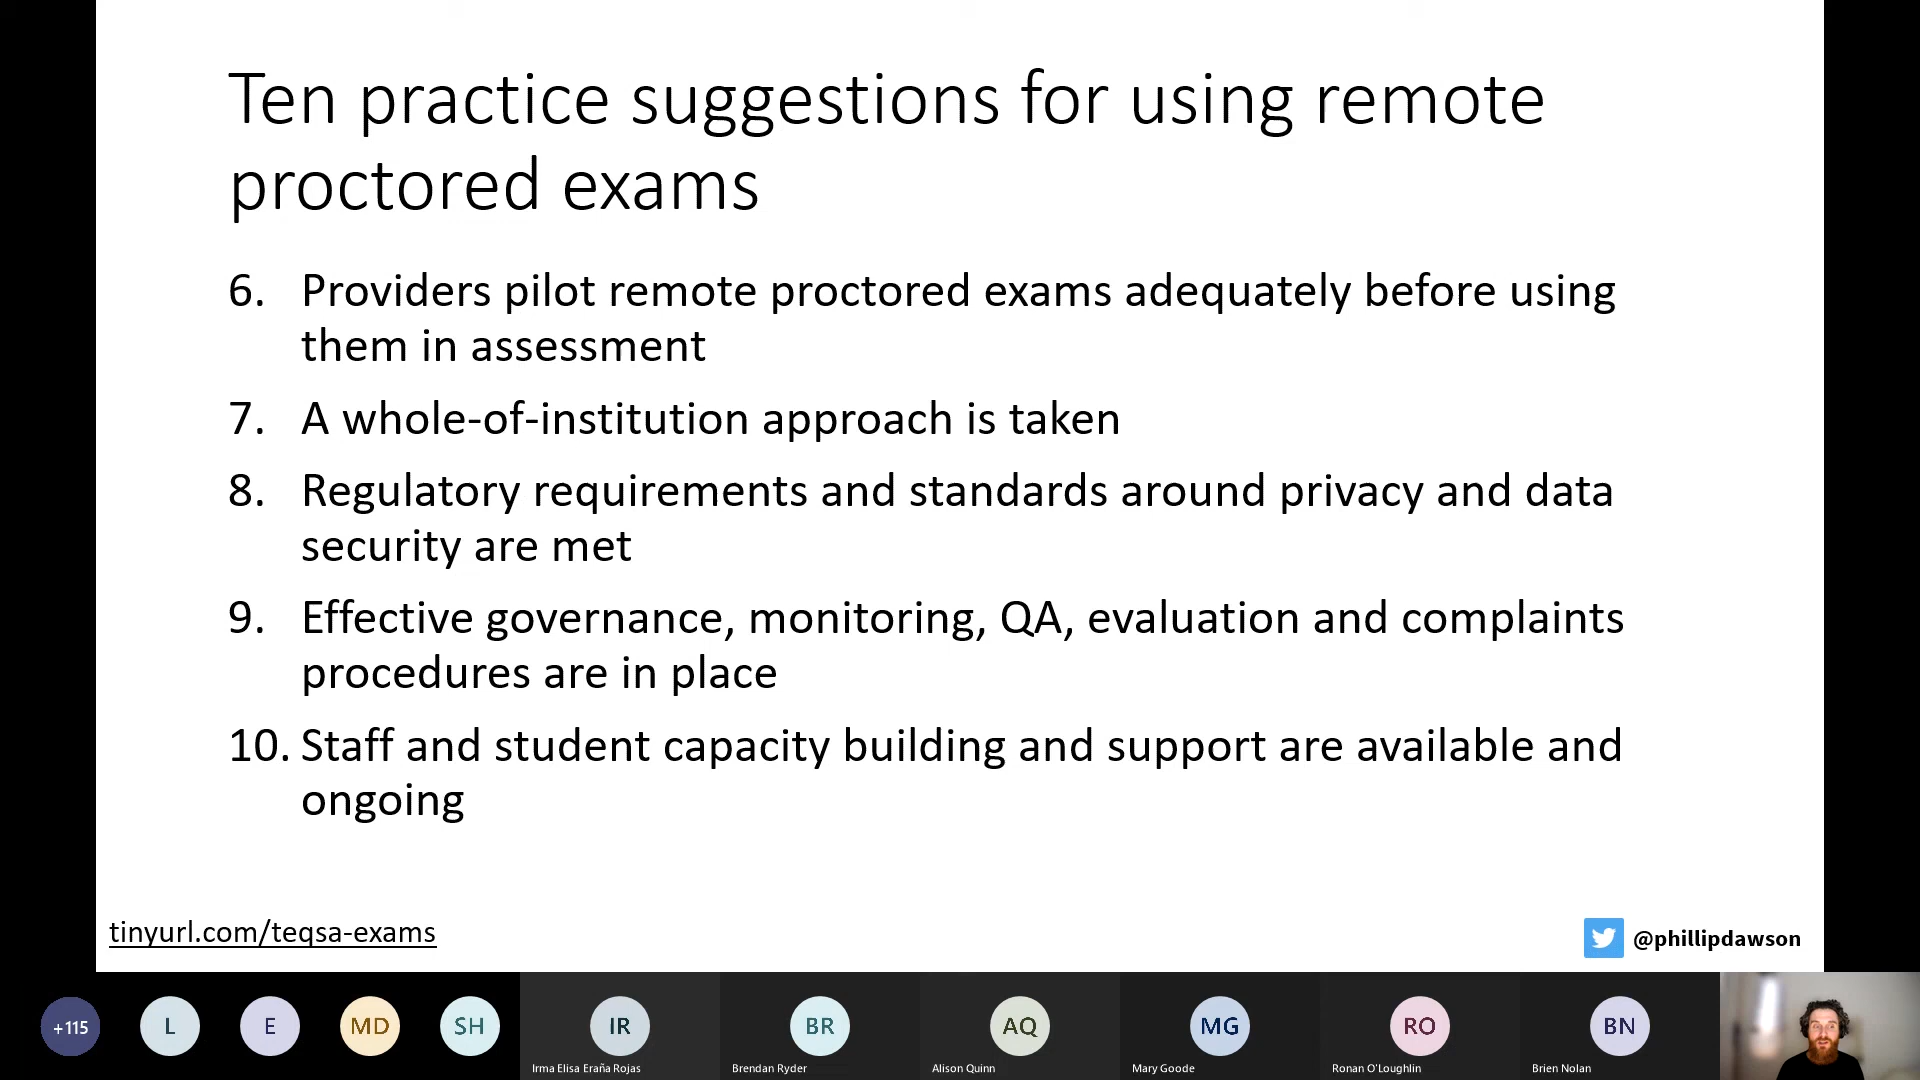 Ten practice suggestions for using remote
proctored exams
6. Providers pilot remote proctored exams adequately before using
them in assessment
7. A whole-of-institution approach is taken
8. Regulatory requirements and standards around privacy and data
security are met
9. Effective governance, monitoring, QA, evaluation and complaints
procedures are in place
10. Staff and student capacity building and support are available and
ongoing
tinyurl.com/teqsa-exams
@phillipdawson
+115
L
E
MD
SH
IR
Irma Elisa Eraña Rojas
BR
Brendan Ryder
AQ
Alison Quinn
MG
Mary Goode
RO
Ronan O'Loughlin
BN
Brien Nolan